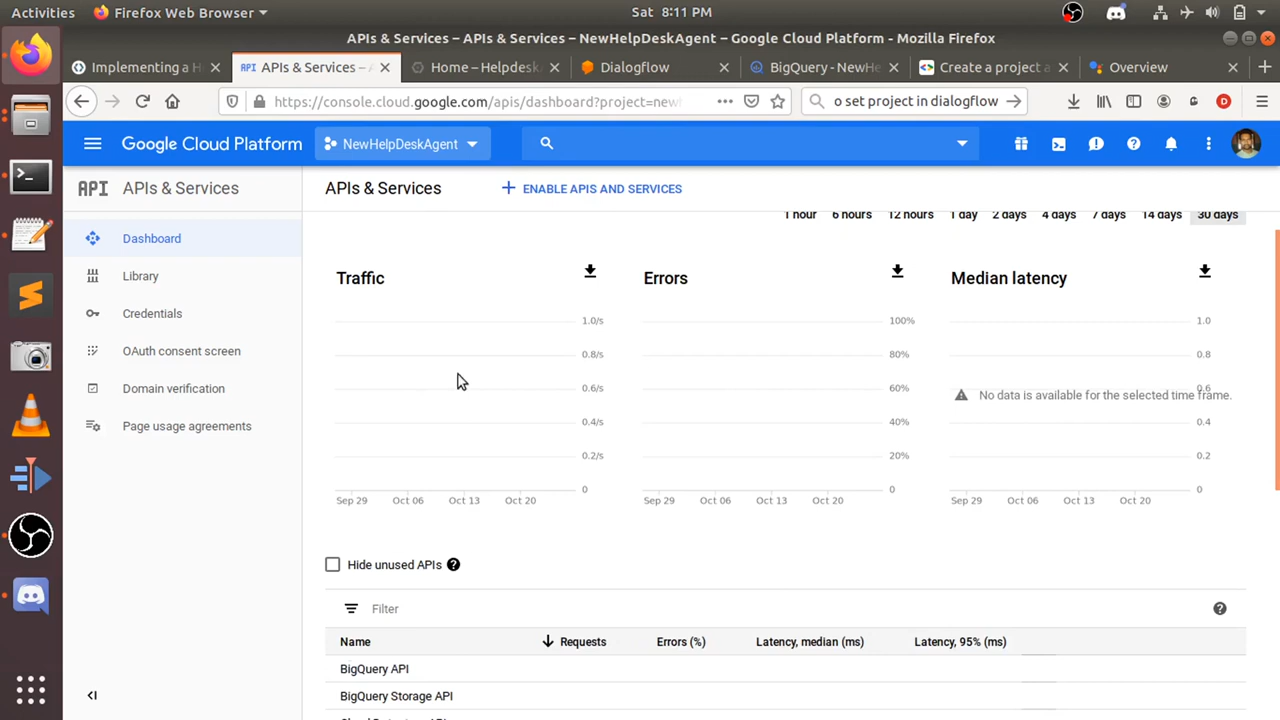 Activities
Firefox Web Browser
Sat 8:11 PM
APIs & Services – APIs & Services – NewHelpDeskAgent – Google Cloud Platform - Mozilla Firefox
Implementing a H
API APIs & Services – A
Home – Helpdesk
Dialogflow
BigQuery - NewHe
Create a project a
Overview
https://console.cloud.google.com/apis/dashboard?project=new
o set project in dialogflow
Google Cloud Platform
NewHelpDeskAgent
API APIs & Services
APIs & Services
ENABLE APIS AND SERVICES
Dashboard
Library
Credentials
OAuth consent screen
Domain verification
Page usage agreements
1 hour 6 hours 12 hours 1 day 2 days 4 days 7 days 14 days 30 days
Traffic
1.0/s
0.8/s
0.6/s
0.4/s
0.2/s
0
Sep 29 Oct 06 Oct 13 Oct 20
Errors
100%
80%
60%
40%
20%
0
Sep 29 Oct 06 Oct 13 Oct 20
Median latency
1.0
0.8
0.6
No data is available for the selected time frame.
0.4
0.2
0
Sep 29 Oct 06 Oct 13 Oct 20
Hide unused APIs
Filter
Name Requests Errors (%) Latency, median (ms) Latency, 95% (ms)
BigQuery API
BigQuery Storage API